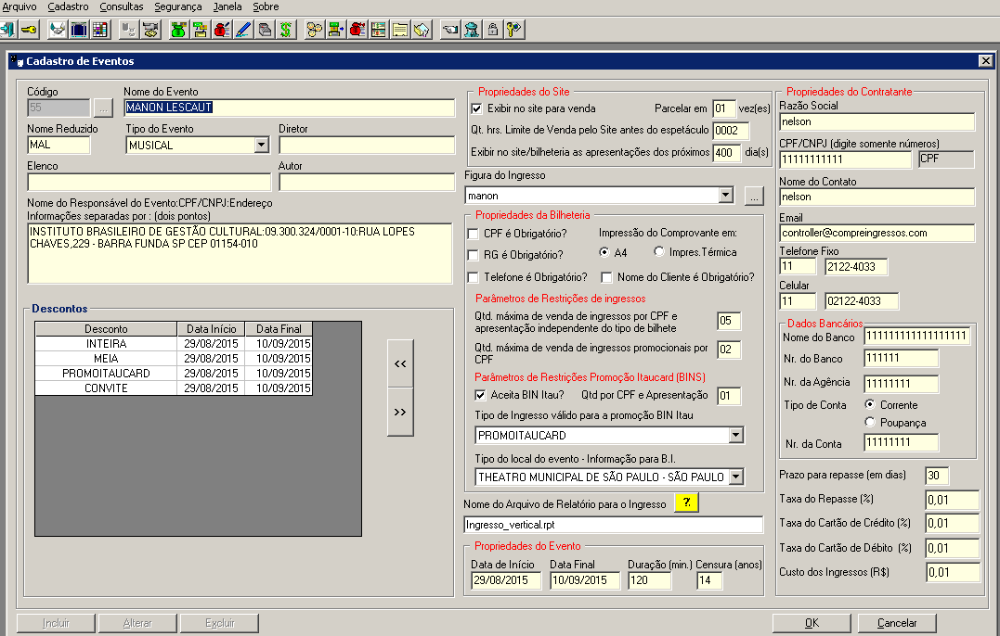 Arquivo Cadastro Consultas Segurança Janela Sobre
Cadastro de Eventos
Código
55
...
Nome do Evento
MANON LESCAUT
Nome Reduzido
MAL
Tipo do Evento
MUSICAL
Diretor
Elenco
Autor
Nome do Responsável do Evento:CPF/CNPJ:Endereço
Informações separadas por : (dois pontos)
INSTITUTO BRASILEIRO DE GESTÃO CULTURAL:09.300.324/0001-10:RUA LOPES
CHAVES,229 - BARRA FUNDA SP CEP 01154-010
Descontos
Desconto Data Início Data Final
INTEIRA 29/08/2015 10/09/2015
MEIA 29/08/2015 10/09/2015
PROMOITAUCARD 29/08/2015 10/09/2015
CONVITE 29/08/2015 10/09/2015
<<
>>
Propriedades do Site
Exibir no site para venda Parcelar em 01 vez(es)
Qt. hrs. Limite de Venda pelo Site antes do espetáculo 0002
Exibir no site/bilheteria as apresentações dos próximos 400 dia(s)
Figura do Ingresso
manon
...
Propriedades da Bilheteria
CPF é Obrigatório? Impressão do Comprovante em:
RG é Obrigatório? A4 Impres.Térmica
Telefone é Obrigatório? Nome do Cliente é Obrigatório?
Parâmetros de Restrições de ingressos
Qtd. máxima de venda de ingressos por CPF e
apresentação independente do tipo de bilhete 05
Qtd. máxima de venda de ingressos promocionais por
CPF 02
Parâmetros de Restrições Promoção Itaucard (BINS)
Aceita BIN Itau? Qtd por CPF e Apresentação 01
Tipo de Ingresso válido para a promoção BIN Itau
PROMOITAUCARD
Tipo do local do evento - Informação para B.I.
THEATRO MUNICIPAL DE SÃO PAULO - SÃO PAULO
Nome do Arquivo de Relatório para o Ingresso ?
Ingresso_vertical.rpt
Propriedades do Evento
Data de Início Data Final Duração (min.) Censura (anos)
29/08/2015 10/09/2015 120 14
Propriedades do Contratante
Razão Social
nelson
CPF/CNPJ (digite somente números)
11111111111 CPF
Nome do Contato
nelson
Email
controller@compreingressos.com
Telefone Fixo
11 2122-4033
Celular
11 02122-4033
Dados Bancários
Nome do Banco 11111111111111111
Nr. do Banco 111111
Nr. da Agência 11111111
Tipo de Conta Corrente
Poupança
Nr. da Conta 11111111
Prazo para repasse (em dias) 30
Taxa do Repasse (%) 0,01
Taxa do Cartão de Crédito (%) 0,01
Taxa do Cartão de Débito (%) 0,01
Custo dos Ingressos (R$) 0,01
Incluir Alterar Excluir OK Cancelar